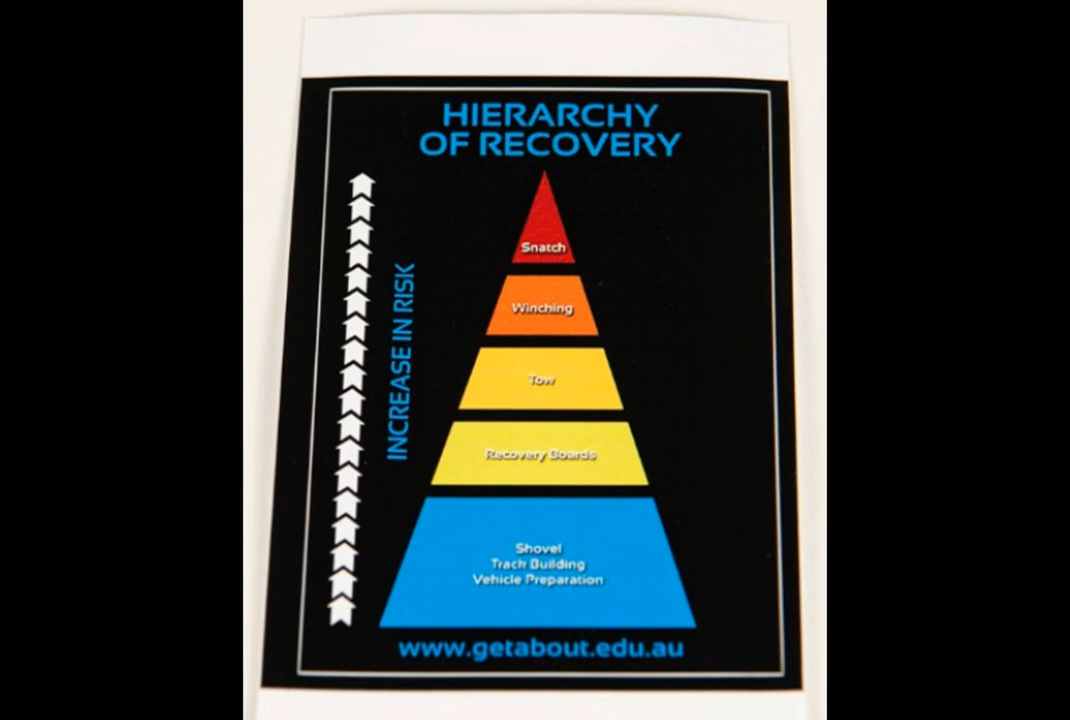 HIERARCHY
OF RECOVERY
INCREASE IN RISK
Snatch
Winching
Tow
Recovery Boards
Shovel
Track Building
Vehicle Preparation
www.getabout.edu.au